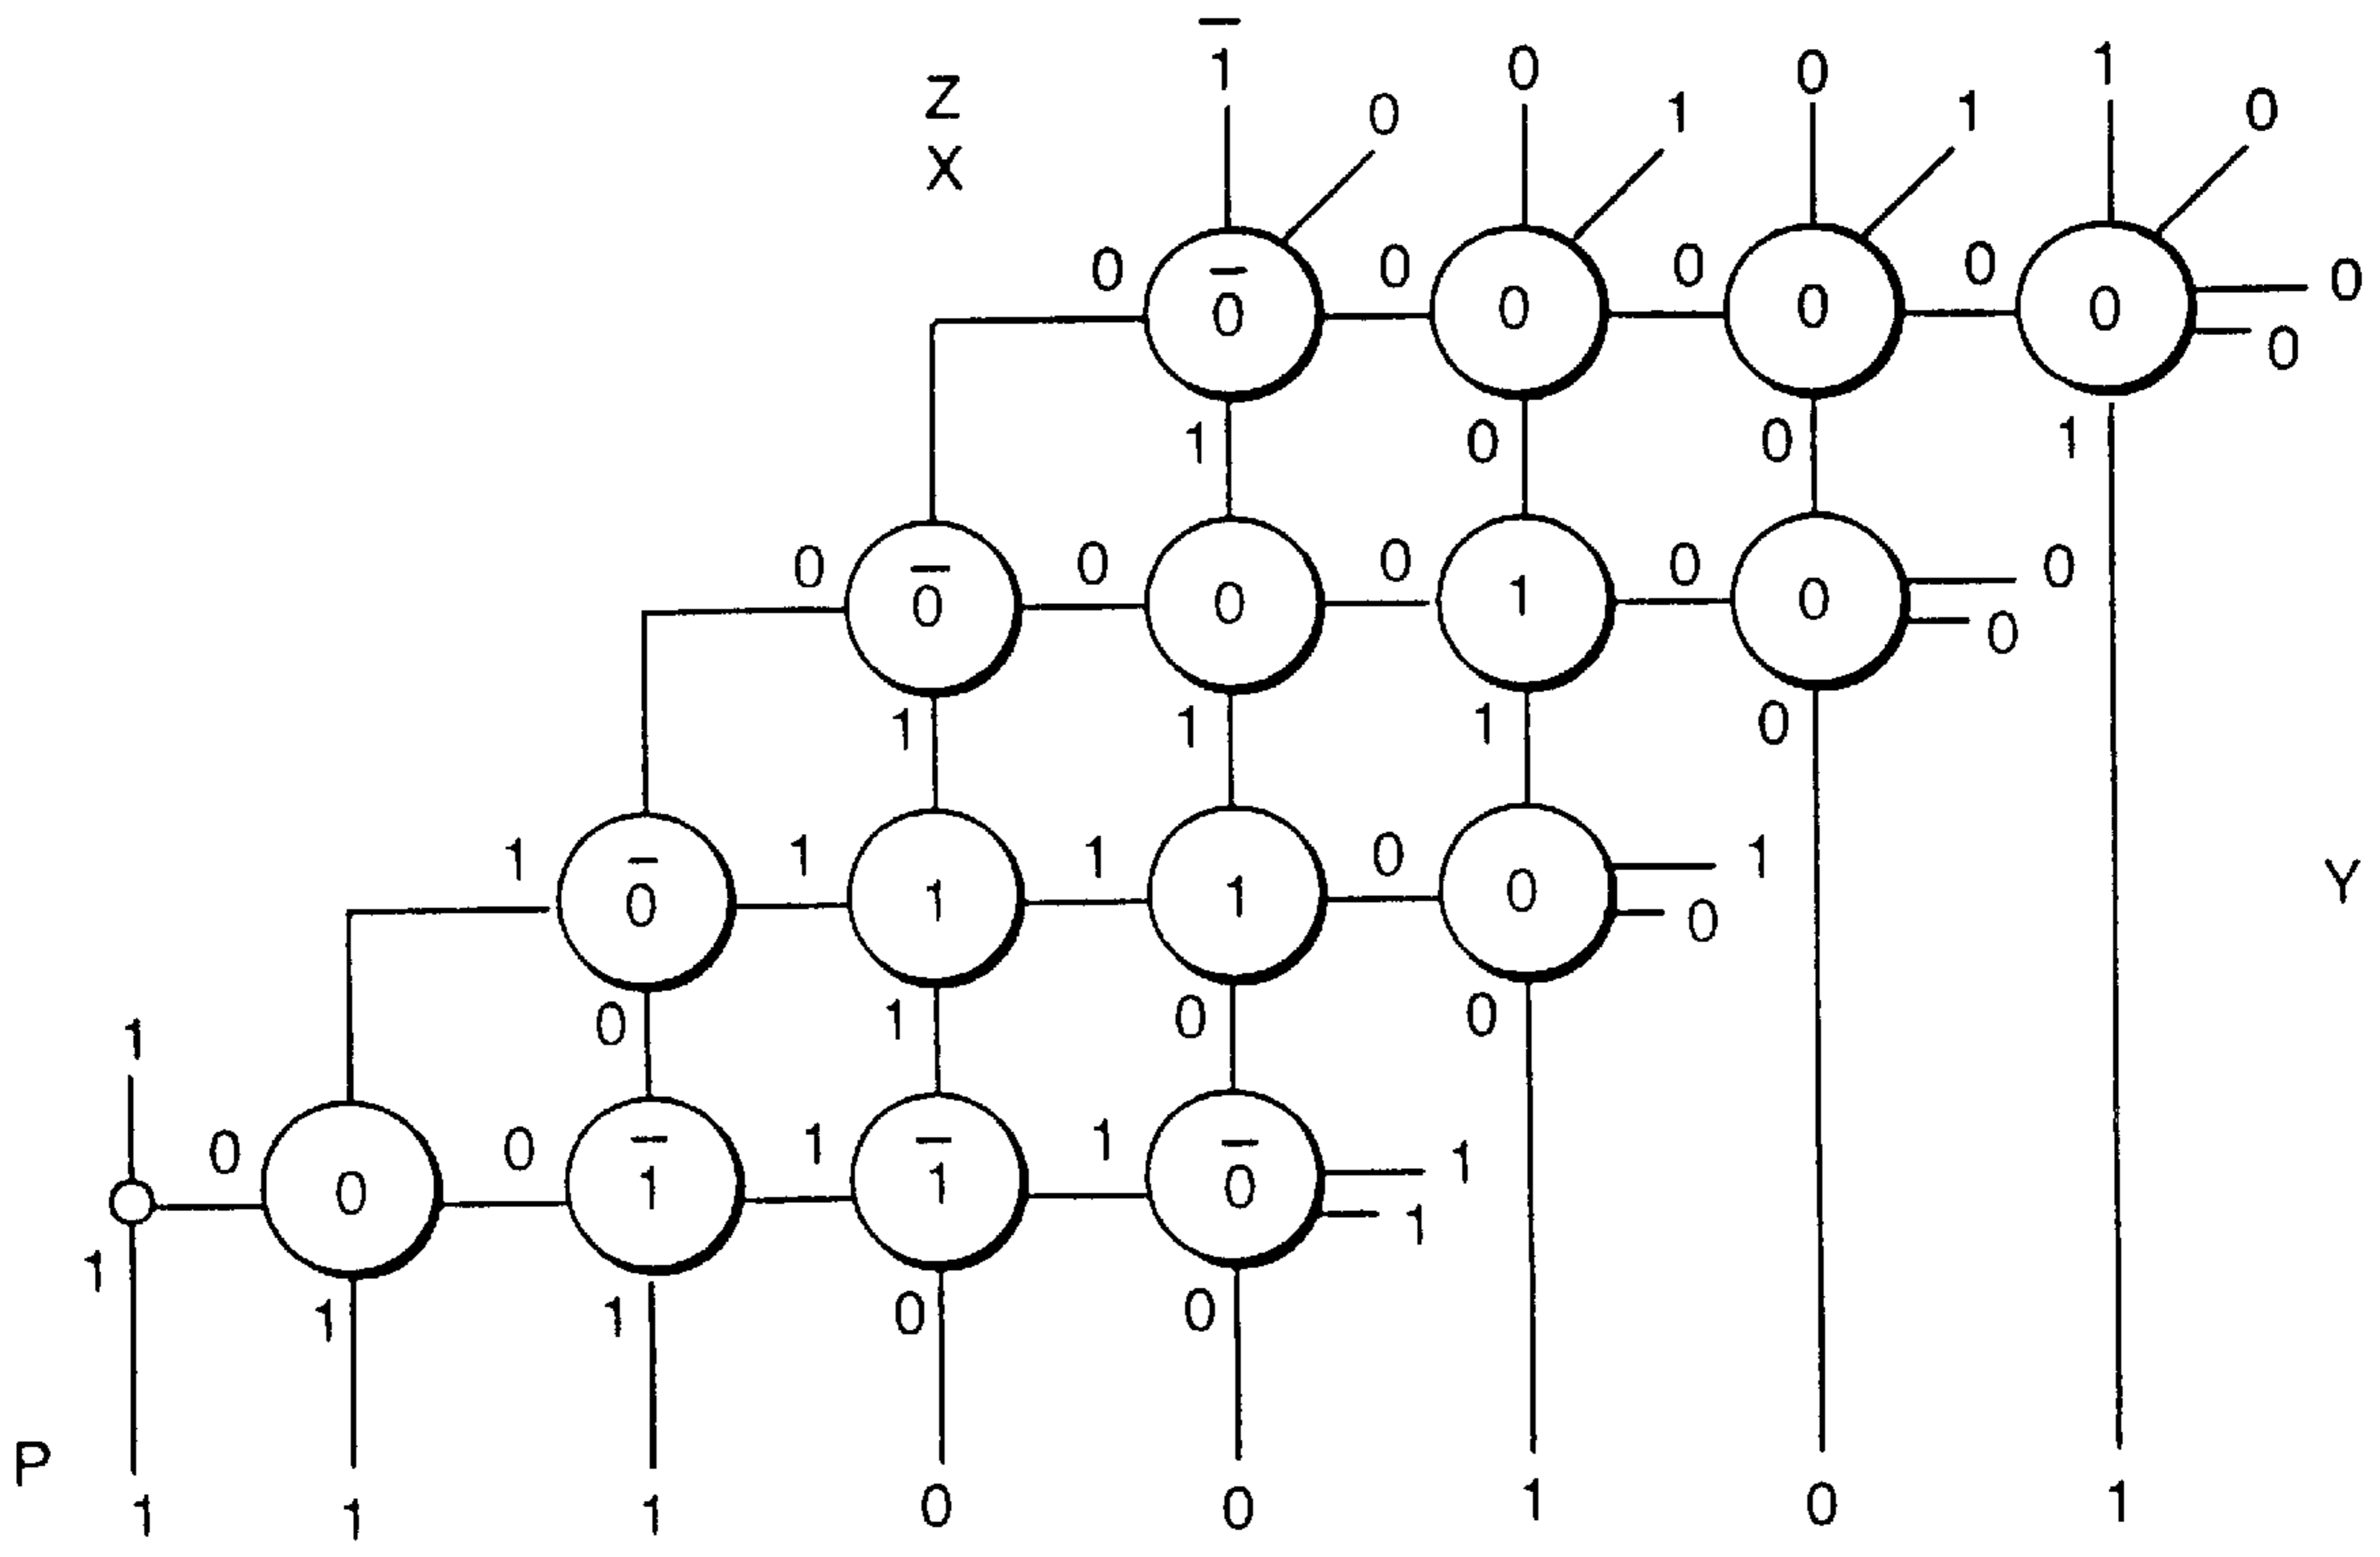 1̅ 0 0 1
Z 0 1 1 0
X
0 0̅ 0 0 0 0 0 0 0
0
1 0 0 1
0 0̅ 0 0 0 1 0 0 0
0
1 1 1 0
1 0̅ 1 1 1 1 0 0 1 Y
0
1 0 1 0 0
0 0 0 1̅ 1 1̅ 1 0̅ 1
1
1 1 1 0 0
P
1 1 1 0 0 1 0 1